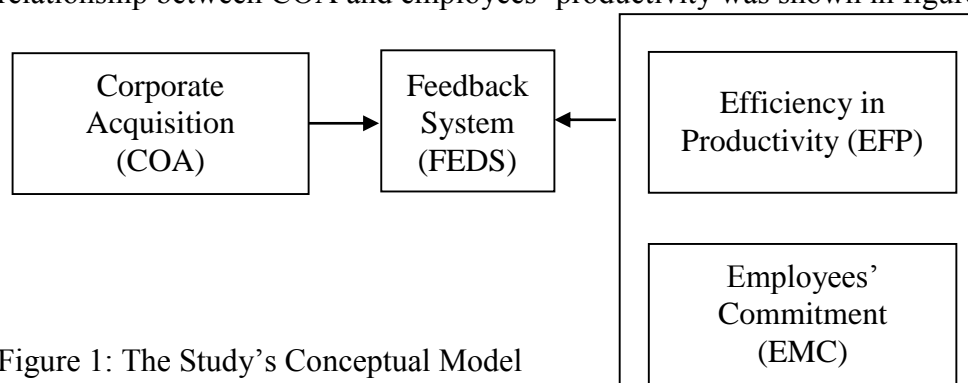 relationship between COA and employees' productivity was shown in figure
Corporate
Acquisition
(COA)
Feedback
System
(FEDS)
Efficiency in
Productivity (EFP)
Employees'
Commitment
(EMC)
Figure 1: The Study's Conceptual Model